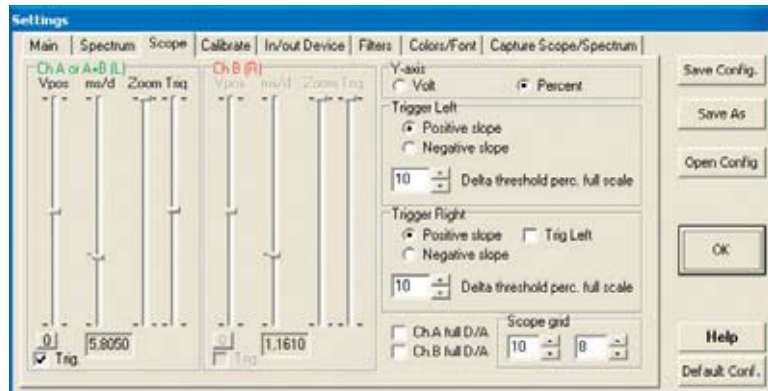 Settings
Main Spectrum Scope Calibrate In/out Device Filters Colors/Font Capture Scope/Spectrum
Ch A or A+B (L)
Vpos ms/d Zoom Trig
0
5,8050
Trig.
Ch B (R)
Vpos ms/d Zoom Trig
0
1,1610
Trig.
Y-axis
Volt Percent
Trigger Left
Positive slope
Negative slope
10 Delta threshold perc. full scale
Trigger Right
Positive slope Trig Left
Negative slope
10 Delta threshold perc. full scale
Ch.A full D/A
Ch.B full D/A
Scope grid
10 8
Save Config.
Save As
Open Config
OK
Help
Default Conf.